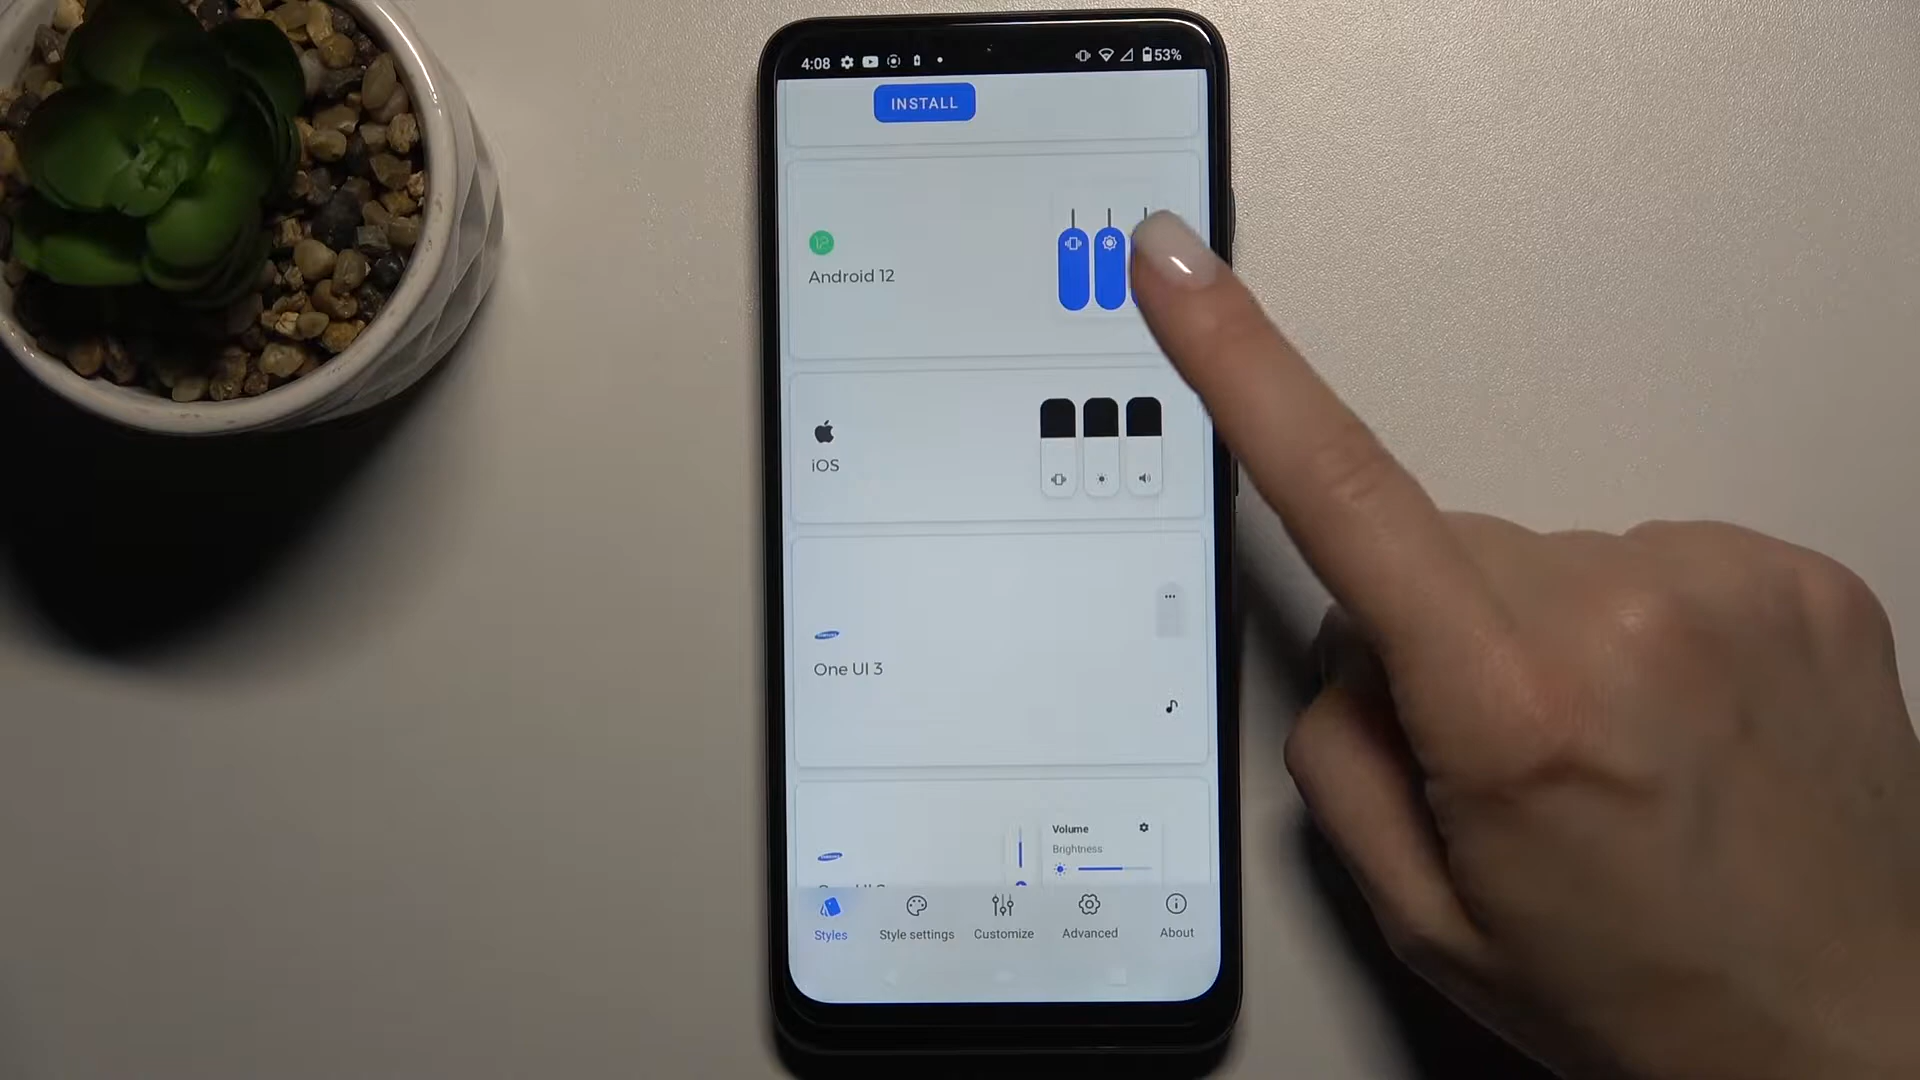 4:08
53%
INSTALL
Android 12
iOS
One UI 3
Volume
Brightness
Styles
Style settings
Customize
Advanced
About